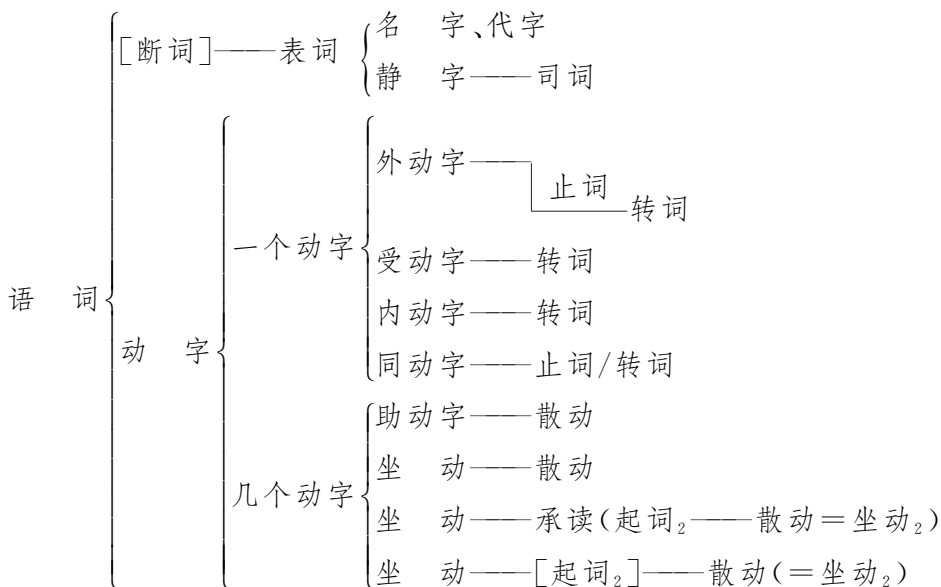 [断词]——表词
名　字、代字
静　字——司词
外动字——
止词
转词
一个动字
受动字——转词
内动字——转词
语　词
动　字
同动字——止词/转词
助动字——散动
坐　动——散动
几个动字
坐　动——承读(起词₂——散动=坐动₂)
坐　动——[起词₂]——散动(=坐动₂)